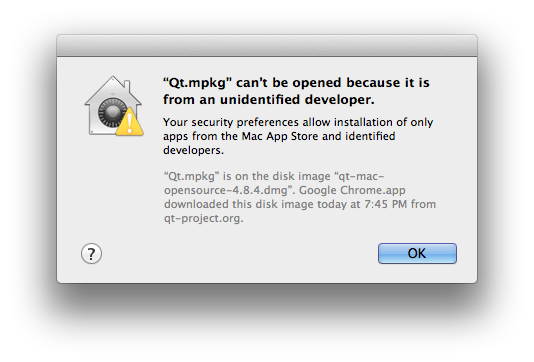 “Qt.mpkg” can’t be opened because it is
from an unidentified developer.
Your security preferences allow installation of only
apps from the Mac App Store and identified
developers.
“Qt.mpkg” is on the disk image “qt-mac-
opensource-4.8.4.dmg”. Google Chrome.app
downloaded this disk image today at 7:45 PM from
qt-project.org.
?
OK